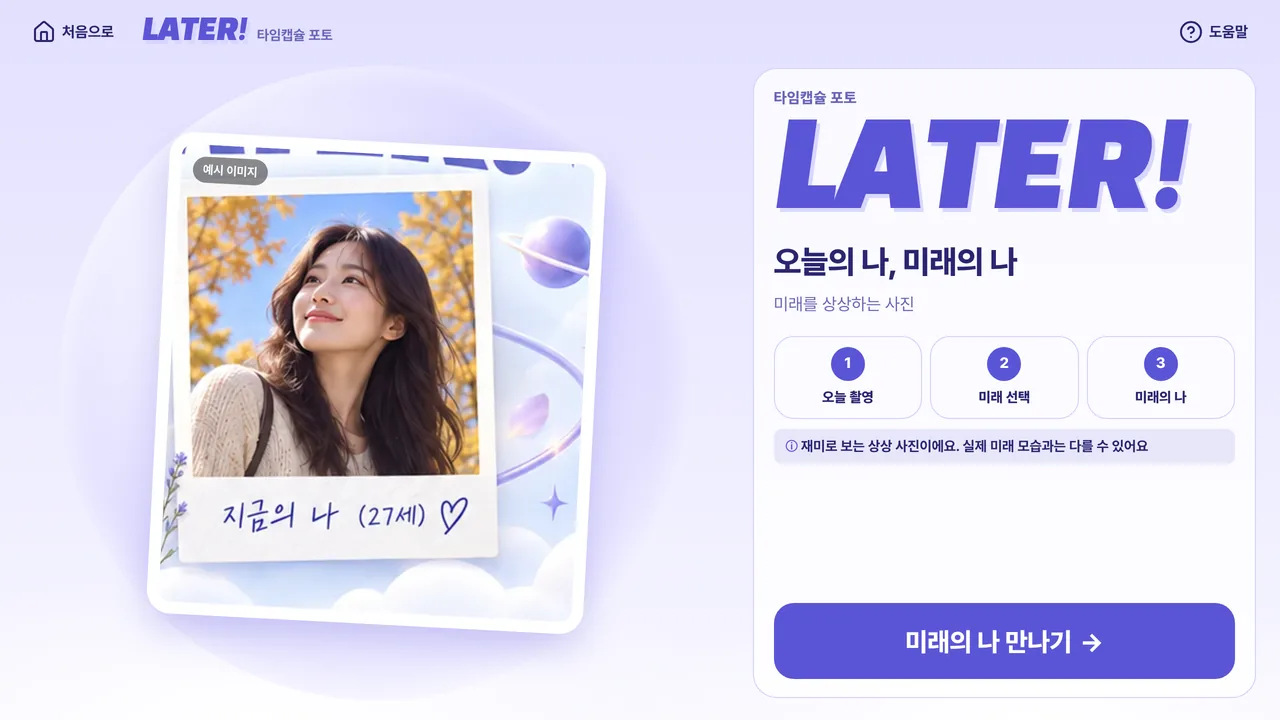 처음으로
LATER! 타임캡슐 포토
도움말
예시 이미지
지금의 나 (27세)
타임캡슐 포토
LATER!
오늘의 나, 미래의 나
미래를 상상하는 사진
1
오늘 촬영
2
미래 선택
3
미래의 나
재미로 보는 상상 사진이에요. 실제 미래 모습과는 다를 수 있어요
미래의 나 만나기 →